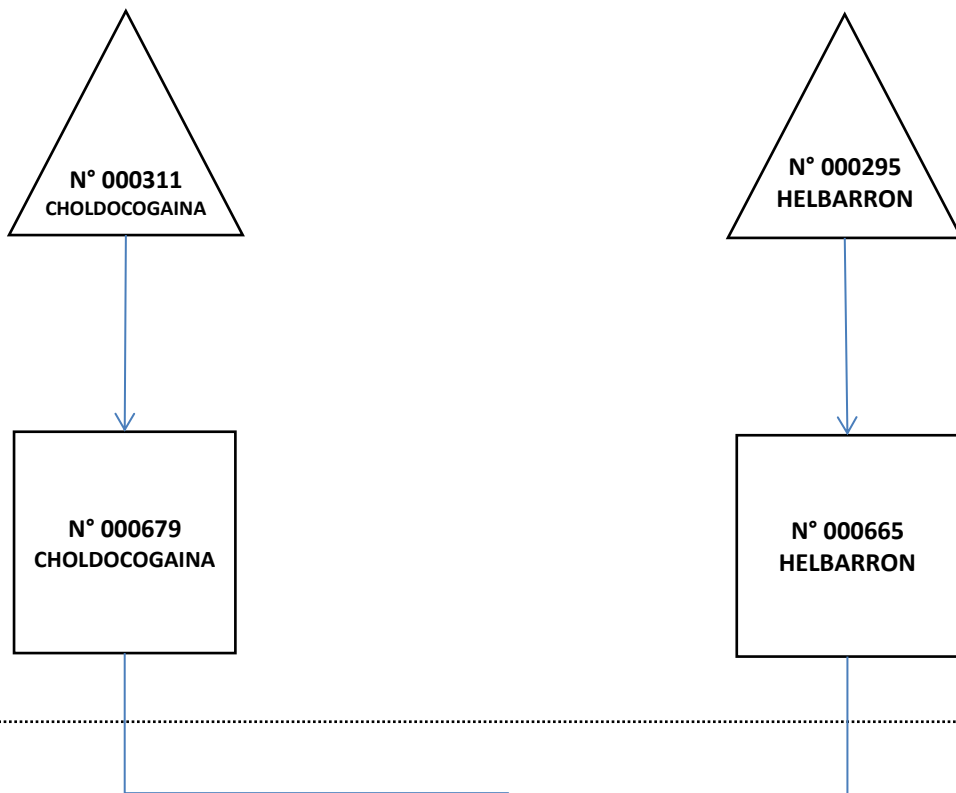 N° 000311
CHOLDOCOGAINA
N° 000295
HELBARRON
N° 000679
CHOLDOCOGAINA
N° 000665
HELBARRON